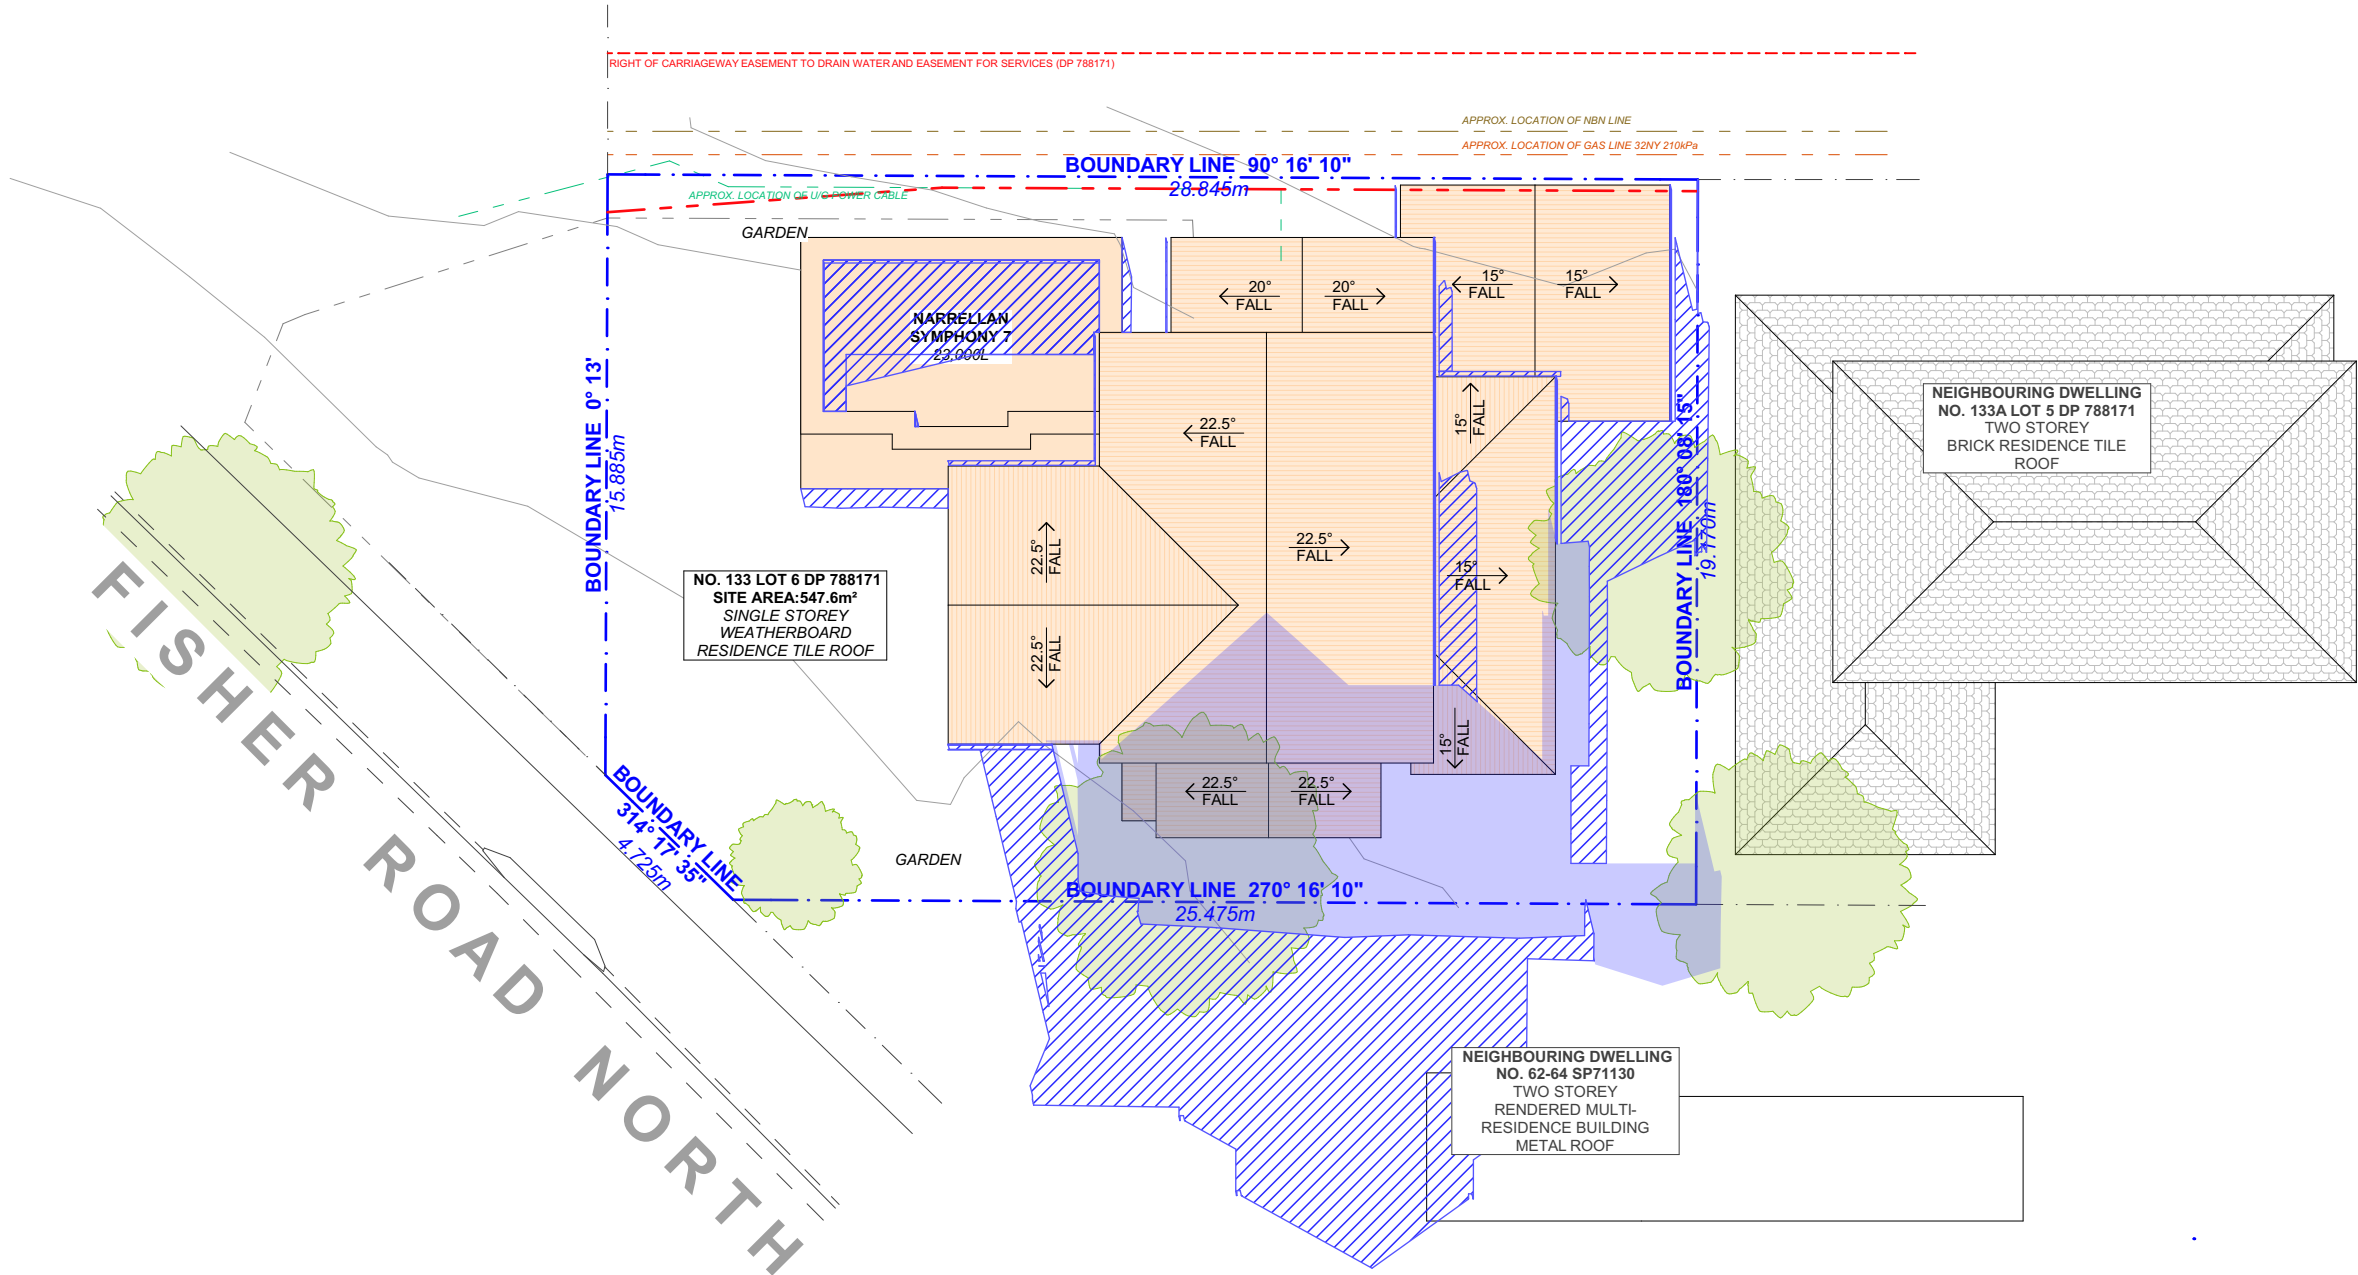 RIGHT OF CARRIAGEWAY EASEMENT TO DRAIN WATER AND EASEMENT FOR SERVICES (DP 788171)
APPROX. LOCATION OF NBN LINE
APPROX. LOCATION OF GAS LINE 32NY 210kPa
BOUNDARY LINE 90° 16' 10"
28.845m
APPROX. LOCATION OF U/G POWER CABLE
GARDEN
20°
FALL
20°
FALL
15°
FALL
15°
FALL
NARRELLAN
SYMPHONY 7
23,000L
BOUNDARY LINE 0° 13'
15.885m
22.5°
FALL
15°
FALL
NEIGHBOURING DWELLING
NO. 133A LOT 5 DP 788171
TWO STOREY
BRICK RESIDENCE TILE
ROOF
BOUNDARY LINE 180° 08' 15"
19.170m
22.5°
FALL
22.5°
FALL
15°
FALL
NO. 133 LOT 6 DP 788171
SITE AREA:547.6m²
SINGLE STOREY
WEATHERBOARD
RESIDENCE TILE ROOF
22.5°
FALL
15°
FALL
22.5°
FALL
22.5°
FALL
BOUNDARY LINE
314° 17' 35"
4.725m
GARDEN
BOUNDARY LINE 270° 16' 10"
25.475m
FISHER ROAD NORTH
NEIGHBOURING DWELLING
NO. 62-64 SP71130
TWO STOREY
RENDERED MULTI-
RESIDENCE BUILDING
METAL ROOF